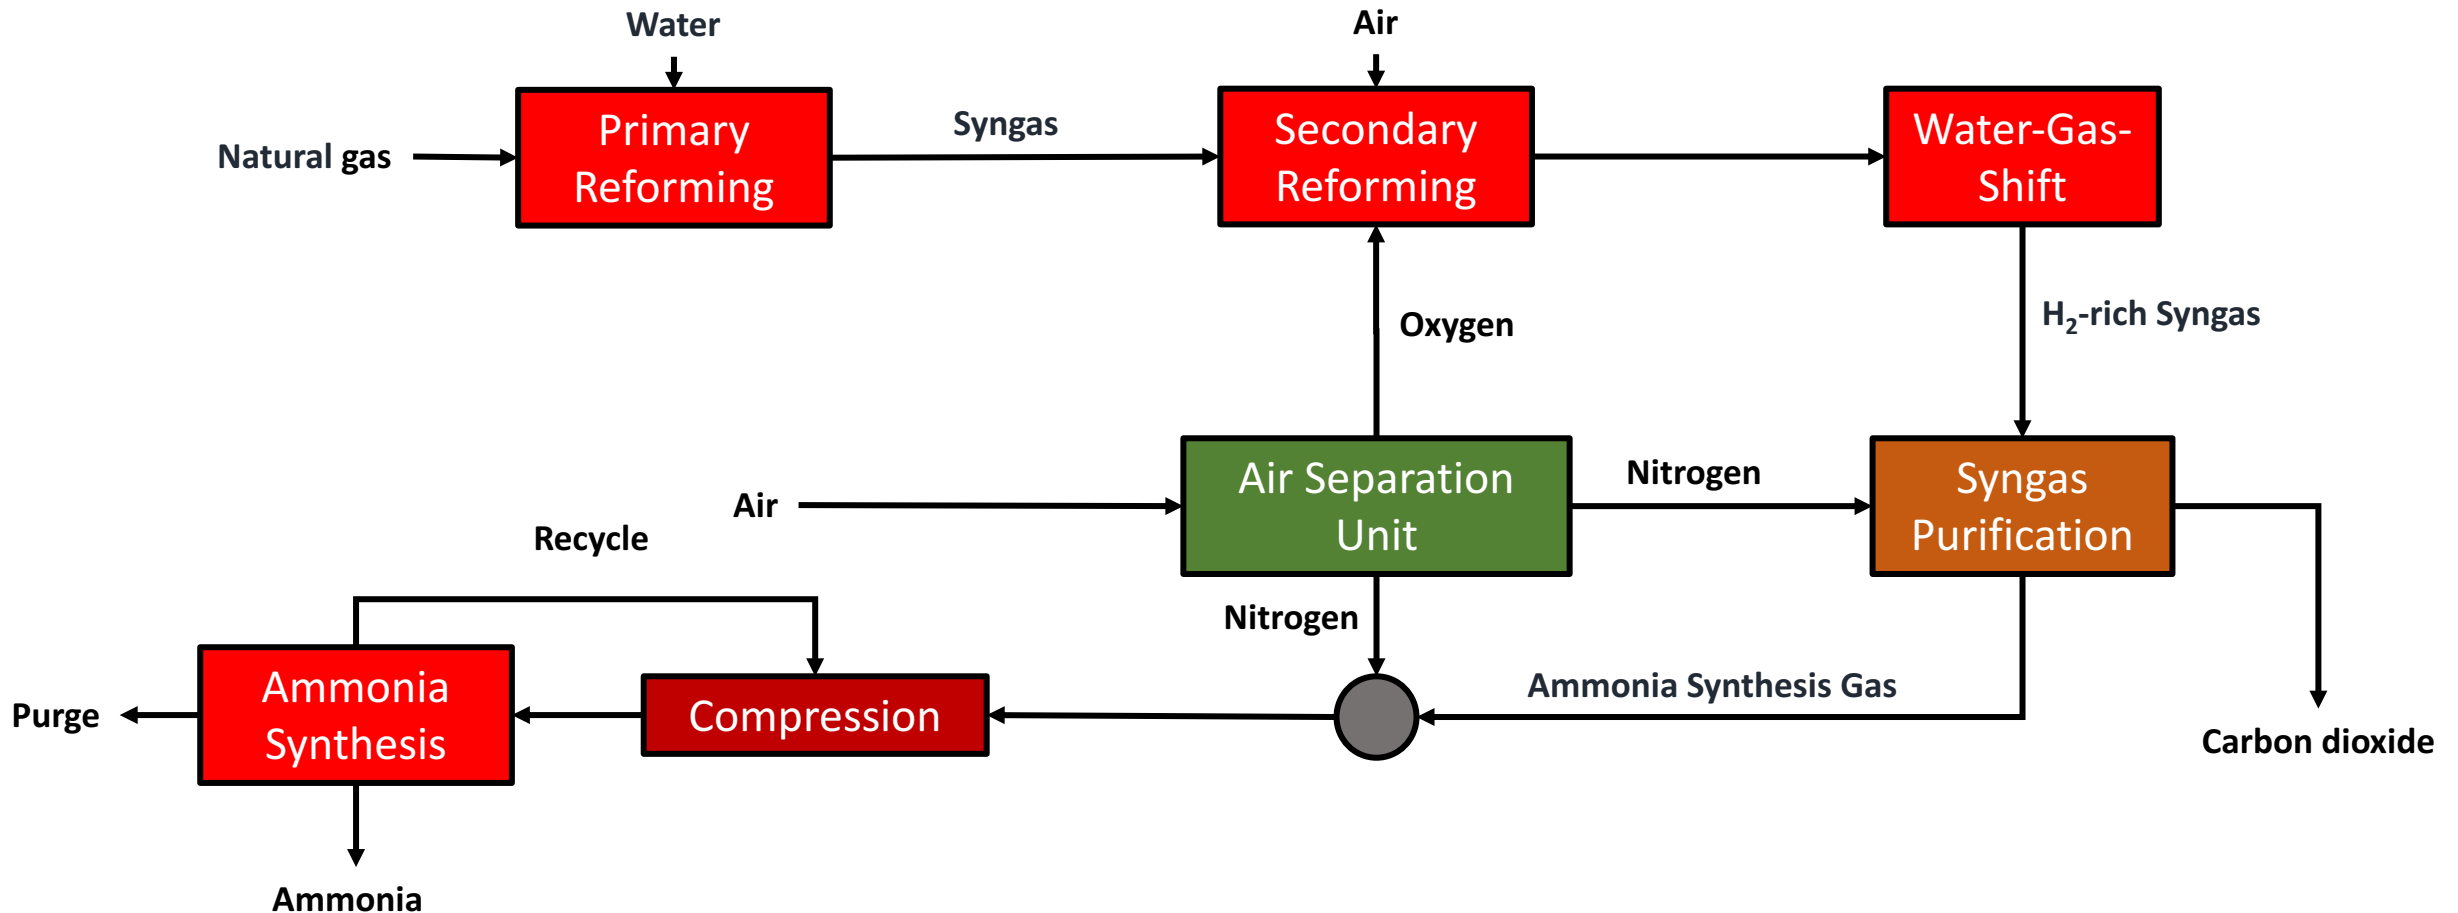 Water
Air
Natural gas
Primary
Reforming
Syngas
Secondary
Reforming
Water-Gas-
Shift
Oxygen
H₂-rich Syngas
Air
Air Separation
Unit
Nitrogen
Syngas
Purification
Recycle
Nitrogen
Purge
Ammonia
Synthesis
Compression
Ammonia Synthesis Gas
Carbon dioxide
Ammonia